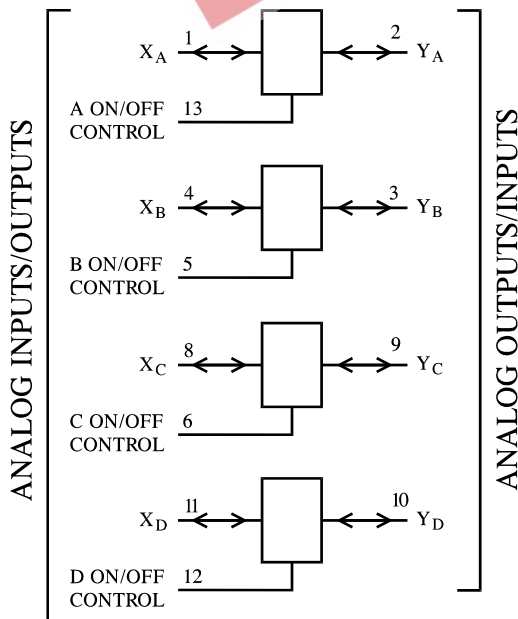 ANALOG INPUTS/OUTPUTS
X_A 1 2 Y_A
A ON/OFF 13
CONTROL
X_B 4 3 Y_B
B ON/OFF 5
CONTROL
X_C 8 9 Y_C
C ON/OFF 6
CONTROL
X_D 11 10 Y_D
D ON/OFF 12
CONTROL
ANALOG OUTPUTS/INPUTS